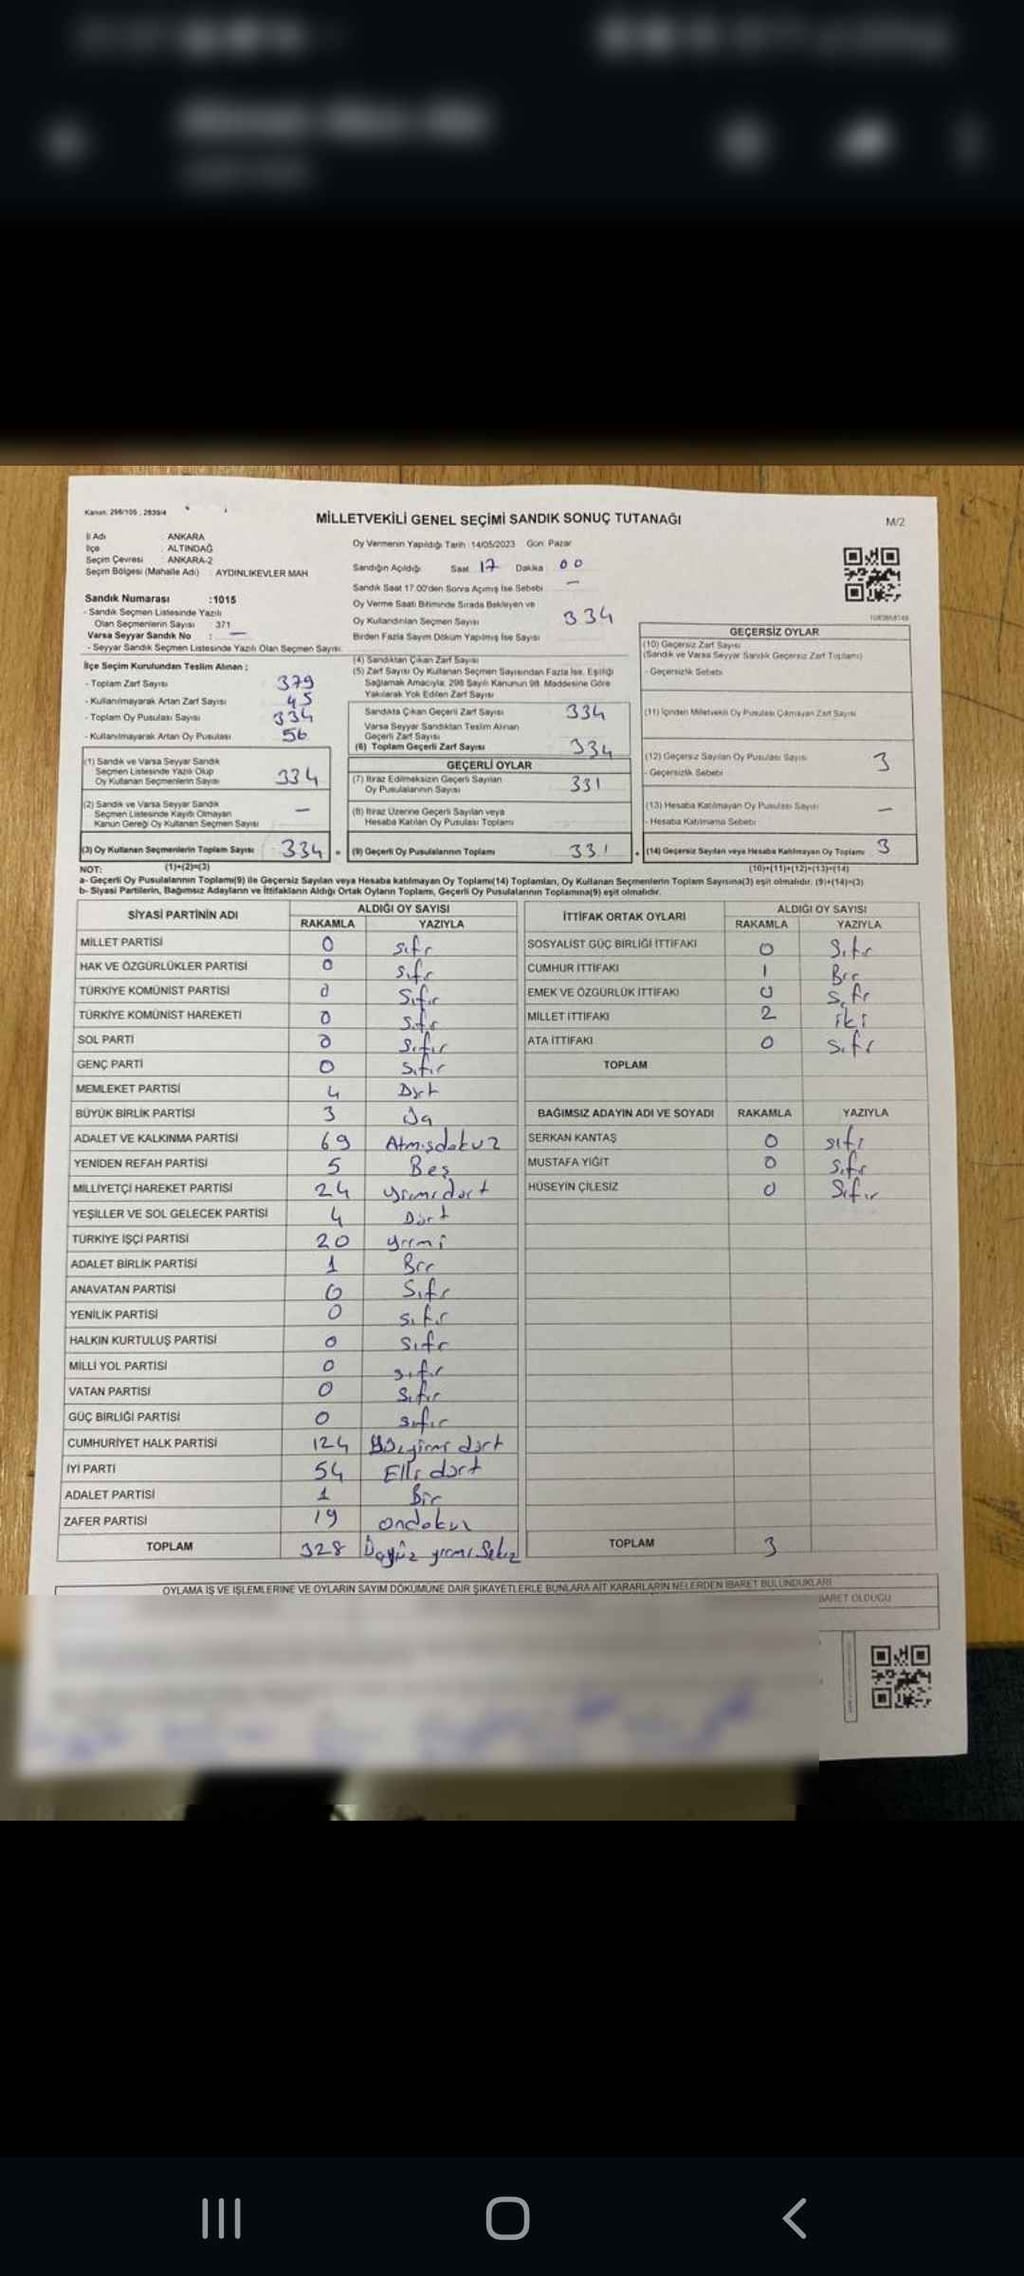 Kanun: 298/105 ; 2839/4
MİLLETVEKİLİ GENEL SEÇİMİ SANDIK SONUÇ TUTANAĞI
M/2
İl Adı : ANKARA
İlçe : ALTINDAĞ
Seçim Çevresi : ANKARA-2
Seçim Bölgesi (Mahalle Adı) : AYDINLIKEVLER MAH
Sandık Numarası :1015
- Sandık Seçmen Listesinde Yazılı
Olan Seçmenlerin Sayısı : 371
Varsa Seyyar Sandık No : —
- Seyyar Sandık Seçmen Listesinde Yazılı Olan Seçmen Sayısı:
Oy Vermenin Yapıldığı Tarih :14/05/2023 Gün: Pazar
Sandığın Açıldığı Saat 17 Dakika 00
Sandık Saat 17:00'den Sonra Açılmış İse Sebebi —
Oy Verme Saati Bitiminde Sırada Bekleyen ve
Oy Kullandırılan Seçmen Sayısı 334
Birden Fazla Sayım Döküm Yapılmış İse Sayısı
İlçe Seçim Kurulundan Teslim Alınan :
- Toplam Zarf Sayısı 379
- Kullanılmayarak Artan Zarf Sayısı 45
- Toplam Oy Pusulası Sayısı 334
- Kullanılmayarak Artan Oy Pusulası 56
(1) Sandık ve Varsa Seyyar Sandık
Seçmen Listesinde Yazılı Olup
Oy Kullanan Seçmenlerin Sayısı 334
(2) Sandık ve Varsa Seyyar Sandık
Seçmen Listesinde Kayıtlı Olmayan
Kanun Gereği Oy Kullanan Seçmen Sayısı —
(3) Oy Kullanan Seçmenlerin Toplam Sayısı 334 =
(1)+(2)=(3)
(4) Sandıktan Çıkan Zarf Sayısı
(5) Zarf Sayısı Oy Kullanan Seçmen Sayısından Fazla İse, Eşitliği
Sağlamak Amacıyla; 298 Sayılı Kanunun 98. Maddesine Göre
Yakılarak Yok Edilen Zarf Sayısı
Sandıkta Çıkan Geçerli Zarf Sayısı 334
Varsa Seyyar Sandıktan Teslim Alınan
Geçerli Zarf Sayısı
(6) Toplam Geçerli Zarf Sayısı 334
GEÇERLİ OYLAR
(7) İtiraz Edilmeksizin Geçerli Sayılan
Oy Pusulalarının Sayısı 331
(8) İtiraz Üzerine Geçerli Sayılan veya
Hesaba Katılan Oy Pusulası Toplamı
(9) Geçerli Oy Pusulalarının Toplamı 331 +
GEÇERSİZ OYLAR
(10) Geçersiz Zarf Sayısı
(Sandık ve Varsa Seyyar Sandık Geçersiz Zarf Toplamı)
- Geçersizlik Sebebi
(11) İçinden Milletvekili Oy Pusulası Çıkmayan Zarf Sayısı
(12) Geçersiz Sayılan Oy Pusulası Sayısı 3
- Geçersizlik Sebebi
(13) Hesaba Katılmayan Oy Pusulası Sayısı —
- Hesaba Katılmama Sebebi
(14) Geçersiz Sayılan veya Hesaba Katılmayan Oy Toplamı 3
(10)+(11)+(12)+(13)=(14)
NOT:
a- Geçerli Oy Pusulasının Toplamı(9) ile Geçersiz Sayılan veya Hesaba katılmayan Oy Toplamı(14) Toplamları, Oy Kullanan Seçmenlerin Toplam Sayısına(3) eşit olmalıdır. (9)+(14)=(3)
b- Siyasi Partilerin, Bağımsız Adayların ve İttifakların Aldığı Ortak Oyların Toplamı, Geçerli Oy Pusulasının Toplamına(9) eşit olmalıdır.
SİYASİ PARTİNİN ADI ALDIĞI OY SAYISI
RAKAMLA YAZIYLA
MİLLET PARTİSİ 0 sıfır
HAK VE ÖZGÜRLÜKLER PARTİSİ 0 sıfır
TÜRKİYE KOMÜNİST PARTİSİ 0 Sıfır
TÜRKİYE KOMÜNİST HAREKETİ 0 Sıfır
SOL PARTİ 0 Sıfır
GENÇ PARTİ 0 Sıfır
MEMLEKET PARTİSİ 4 Dört
BÜYÜK BİRLİK PARTİSİ 3 Üç
ADALET VE KALKINMA PARTİSİ 69 Atmışdokuz
YENİDEN REFAH PARTİSİ 5 Beş
MİLLİYETÇİ HAREKET PARTİSİ 24 yirmidört
YEŞİLLER VE SOL GELECEK PARTİSİ 4 Dört
TÜRKİYE İŞÇİ PARTİSİ 20 yirmi
ADALET BİRLİK PARTİSİ 1 Bir
ANAVATAN PARTİSİ 0 Sıfır
YENİLİK PARTİSİ 0 sıfır
HALKIN KURTULUŞ PARTİSİ 0 Sıfır
MİLLİ YOL PARTİSİ 0 sıfır
VATAN PARTİSİ 0 Sıfır
GÜÇ BİRLİĞİ PARTİSİ 0 sıfır
CUMHURİYET HALK PARTİSİ 124 Yüzyirmi dört
İYİ PARTİ 54 Elli dört
ADALET PARTİSİ 1 Bir
ZAFER PARTİSİ 19 ondokuz
TOPLAM 328 Üçyüz yirmi Sekiz
İTTİFAK ORTAK OYLARI ALDIĞI OY SAYISI
RAKAMLA YAZIYLA
SOSYALİST GÜÇ BİRLİĞİ İTTİFAKI 0 Sıfır
CUMHUR İTTİFAKI 1 Bir
EMEK VE ÖZGÜRLÜK İTTİFAKI 0 Sıfır
MİLLET İTTİFAKI 2 iki
ATA İTTİFAKI 0 Sıfır
TOPLAM
BAĞIMSIZ ADAYIN ADI VE SOYADI RAKAMLA YAZIYLA
SERKAN KANTAŞ 0 sıfır
MUSTAFA YİĞİT 0 Sıfır
HÜSEYİN ÇİLESİZ 0 Sıfır
TOPLAM 3
OYLAMA İŞ VE İŞLEMLERİNE VE OYLARIN SAYIM DÖKÜMÜNE DAİR ŞİKAYETLERLE BUNLARA AİT KARARLARIN NELERDEN İBARET BULUNDUKLARI
İBARET OLDUĞU